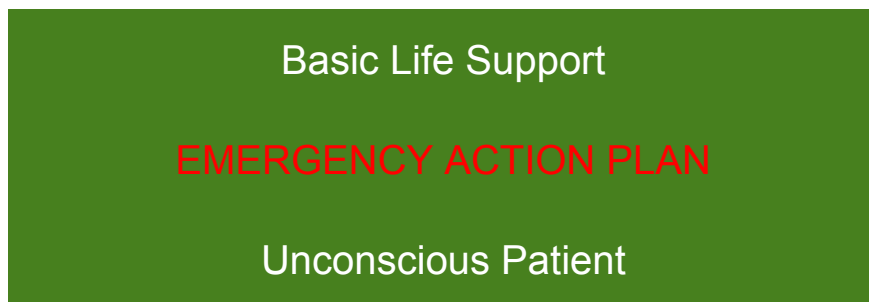 Basic Life Support
EMERGENCY ACTION PLAN
Unconscious Patient